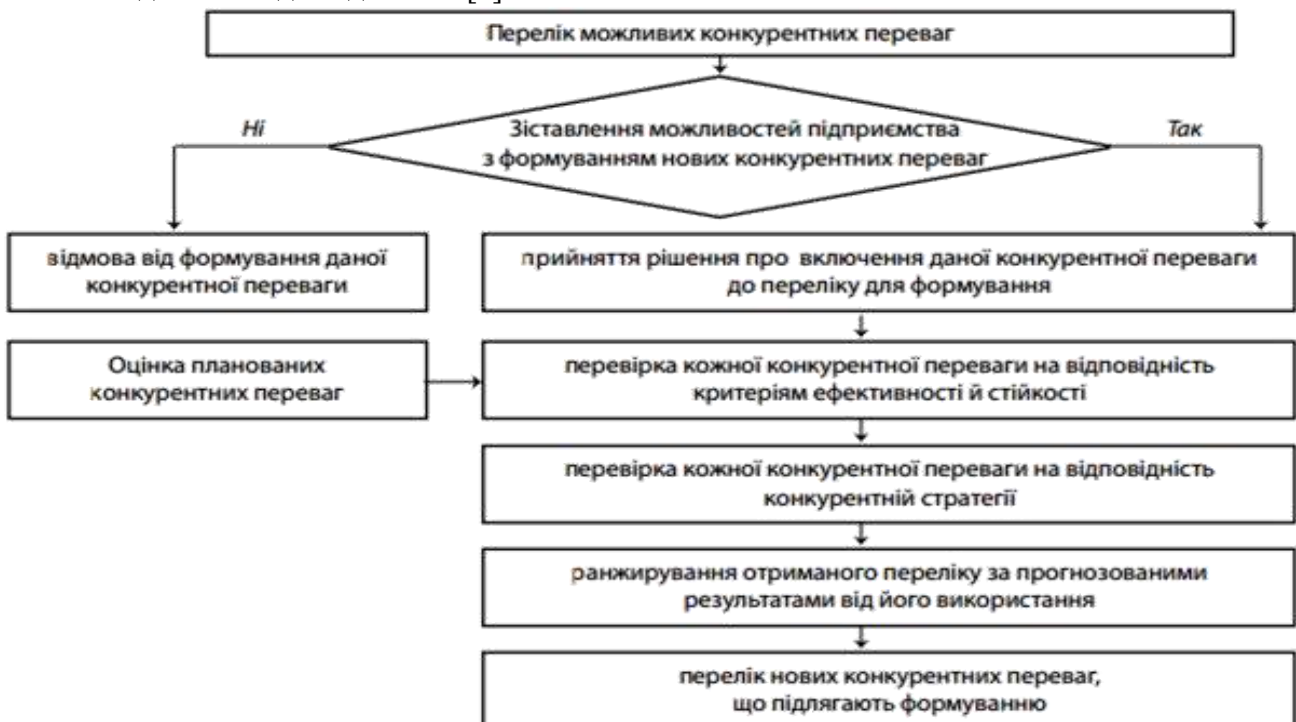 Перелік можливих конкурентних переваг
Зіставлення можливостей підприємства
з формуванням нових конкурентних переваг
Ні
Так
відмова від формування даної
конкурентної переваги
прийняття рішення про включення даної конкурентної переваги
до переліку для формування
Оцінка планованих
конкурентних переваг
перевірка кожної конкурентної переваги на відповідність
критеріям ефективності й стійкості
перевірка кожної конкурентної переваги на відповідність
конкурентній стратегії
ранжирування отриманого переліку за прогнозованими
результатами від його використання
перелік нових конкурентних переваг,
що підлягають формуванню